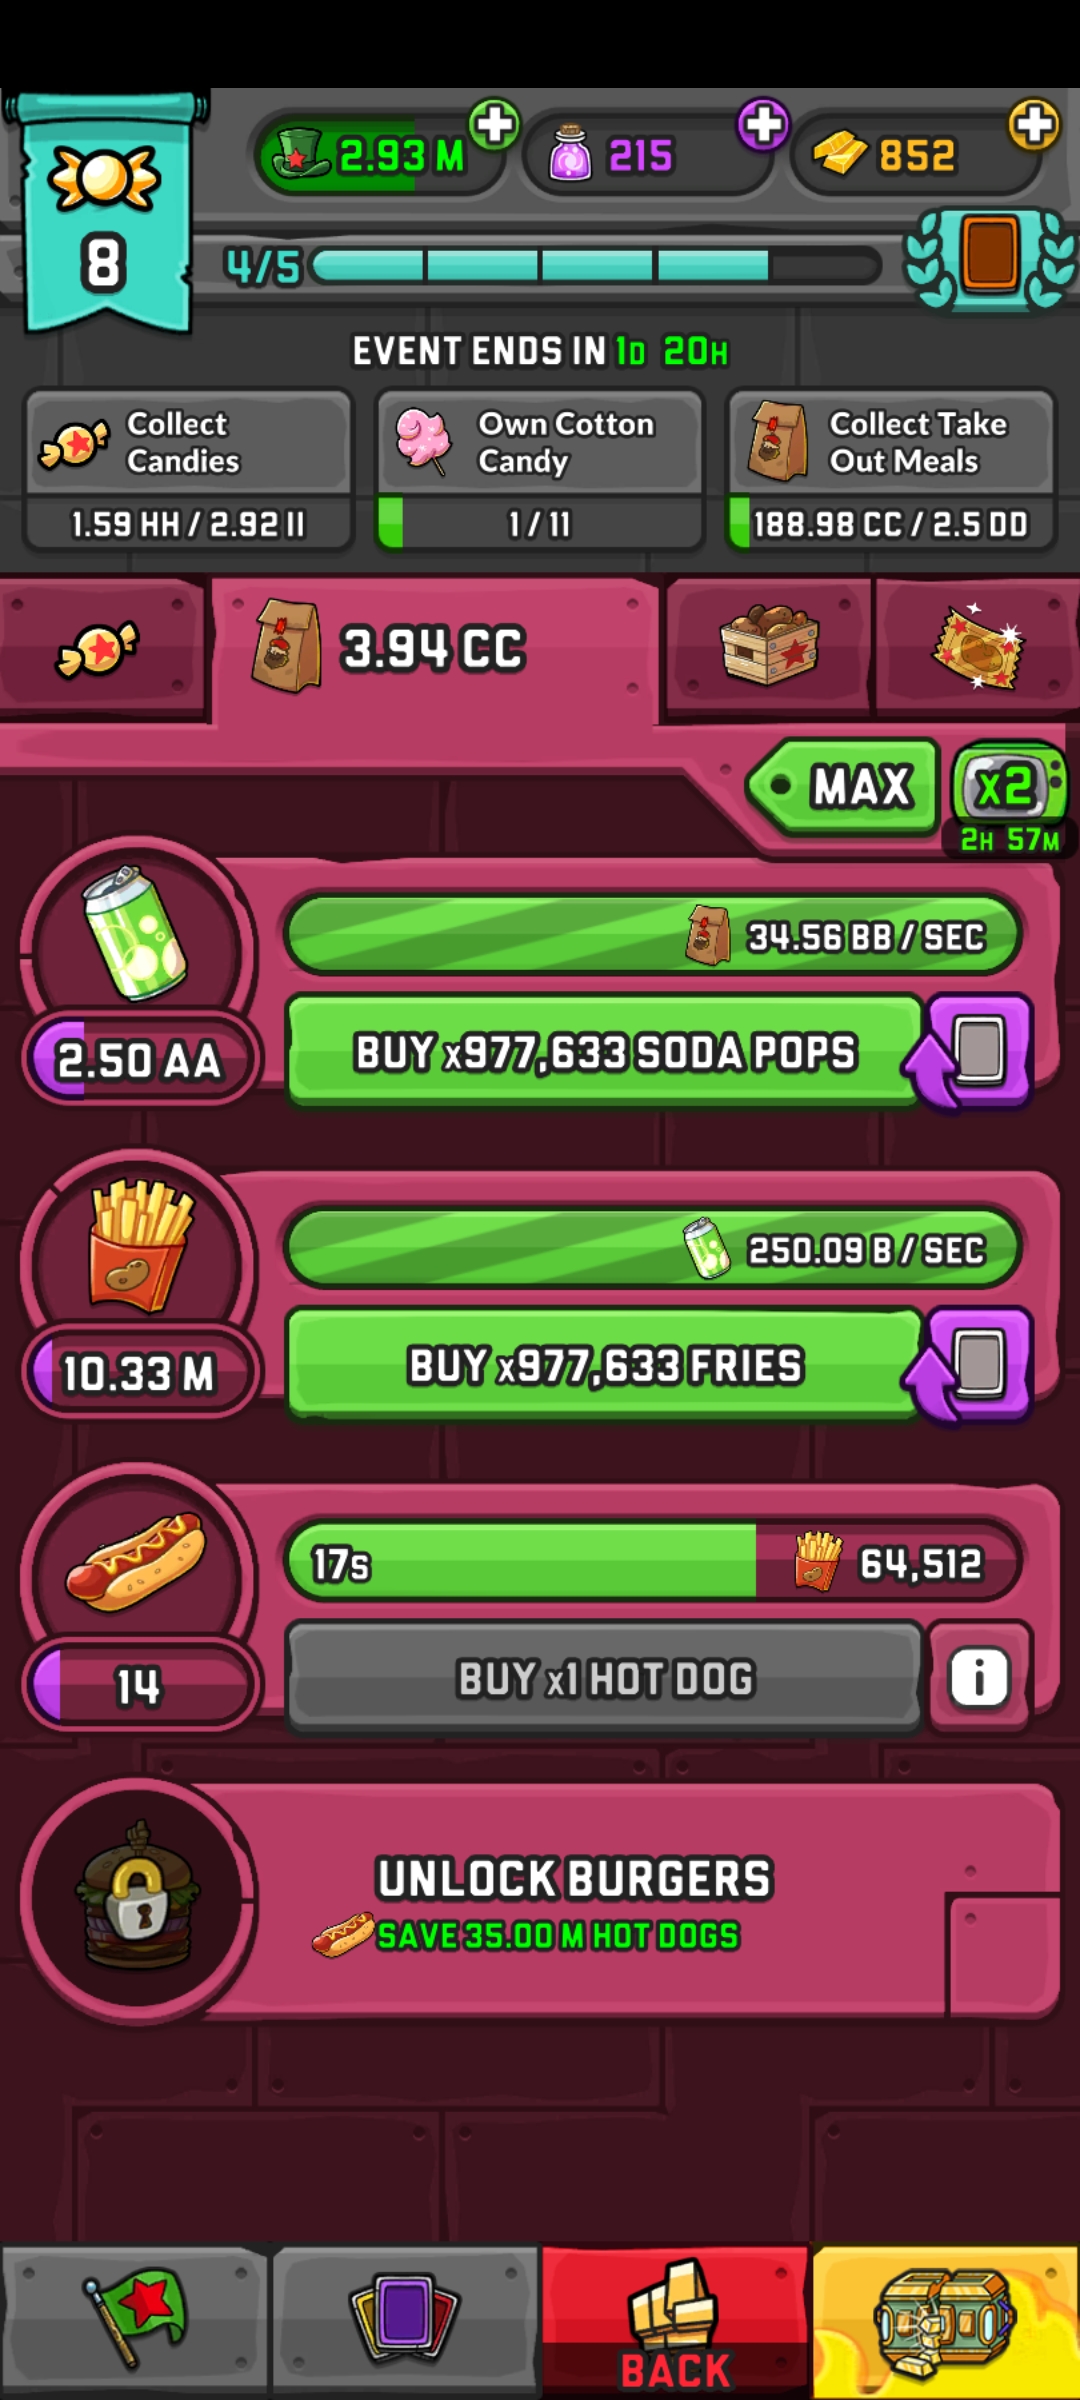 2.93 M
215
852
8
4/5
EVENT ENDS IN 1D 20H
Collect
Candies
1.59 HH / 2.92 II
Own Cotton
Candy
1 / 11
Collect Take
Out Meals
188.98 CC / 2.5 DD
3.94 CC
MAX
x2
2H 57M
34.56 BB / SEC
2.50 AA
BUY x977,633 SODA POPS
250.09 B / SEC
10.33 M
BUY x977,633 FRIES
17s
64,512
14
BUY x1 HOT DOG
i
UNLOCK BURGERS
SAVE 35.00 M HOT DOGS
BACK